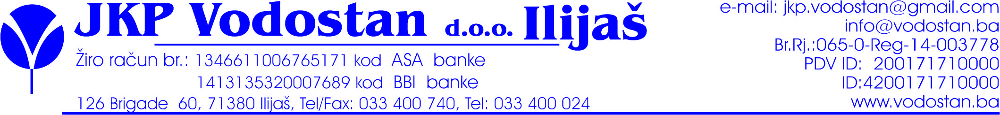 JKP Vodostan d.o.o. Ilijaš
Žiro račun br.: 1346611006765171 kod ASA banke
1413135320007689 kod BBI banke
126 Brigade 60, 71380 Ilijaš, Tel/Fax: 033 400 740, Tel: 033 400 024
e-mail: jkp.vodostan@gmail.com
info@vodostan.ba
Br.Rj.:065-0-Reg-14-003778
PDV ID: 200171710000
ID:4200171710000
www.vodostan.ba